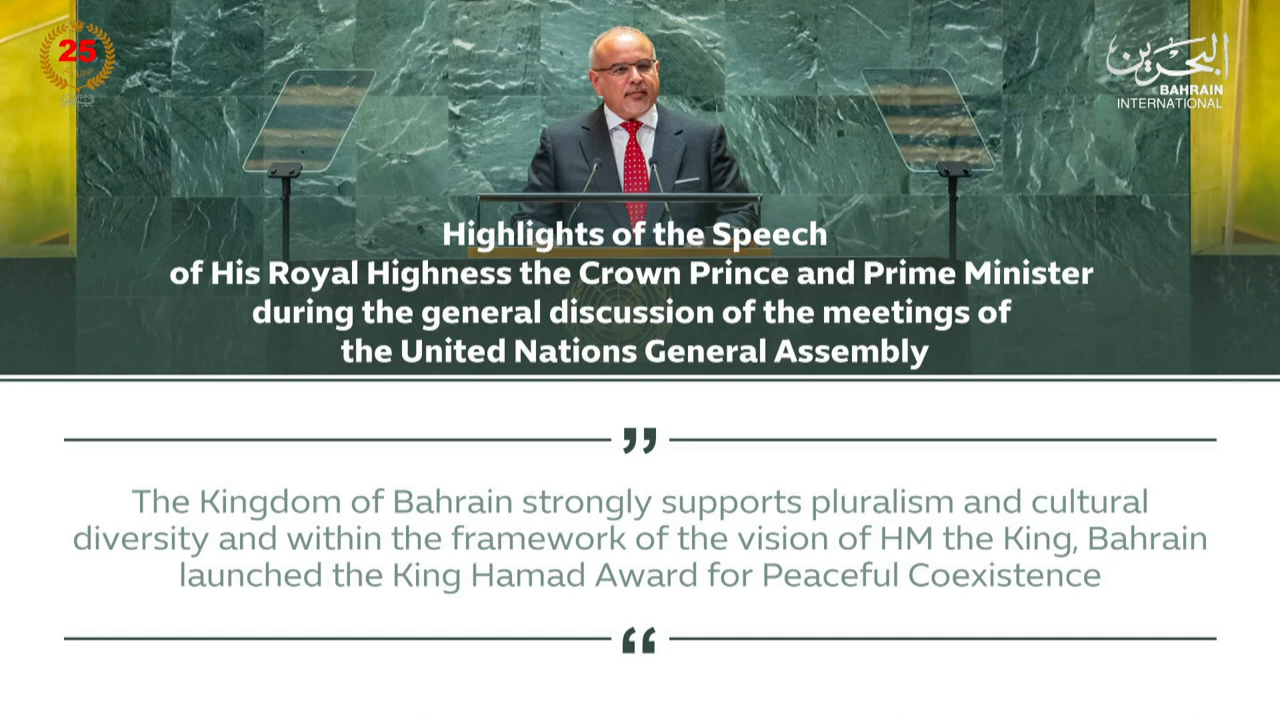 25
البحرين
BAHRAIN
INTERNATIONAL
Highlights of the Speech
of His Royal Highness the Crown Prince and Prime Minister
during the general discussion of the meetings of
the United Nations General Assembly
”
The Kingdom of Bahrain strongly supports pluralism and cultural
diversity and within the framework of the vision of HM the King, Bahrain
launched the King Hamad Award for Peaceful Coexistence
“